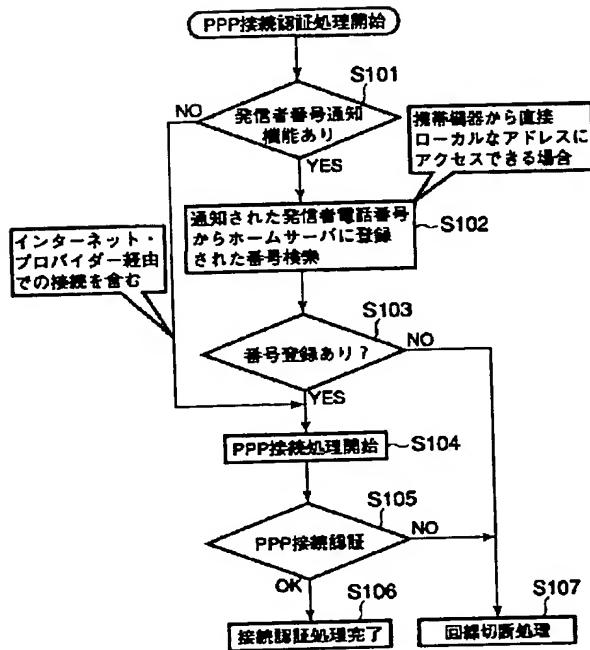 PPP接続認証処理開始
S101
NO
発信者番号通知
機能あり
YES
携帯機器から直接
ローカルなアドレスに
アクセスできる場合
通知された発信者電話番号
からホームサーバに登録
された番号検索
S102
インターネット・
プロバイダー経由
での接続を含む
S103
番号登録あり？
NO
YES
PPP接続処理開始
S104
S105
PPP接続認証
NO
OK
S106
接続認証処理完了
S107
回線切断処理